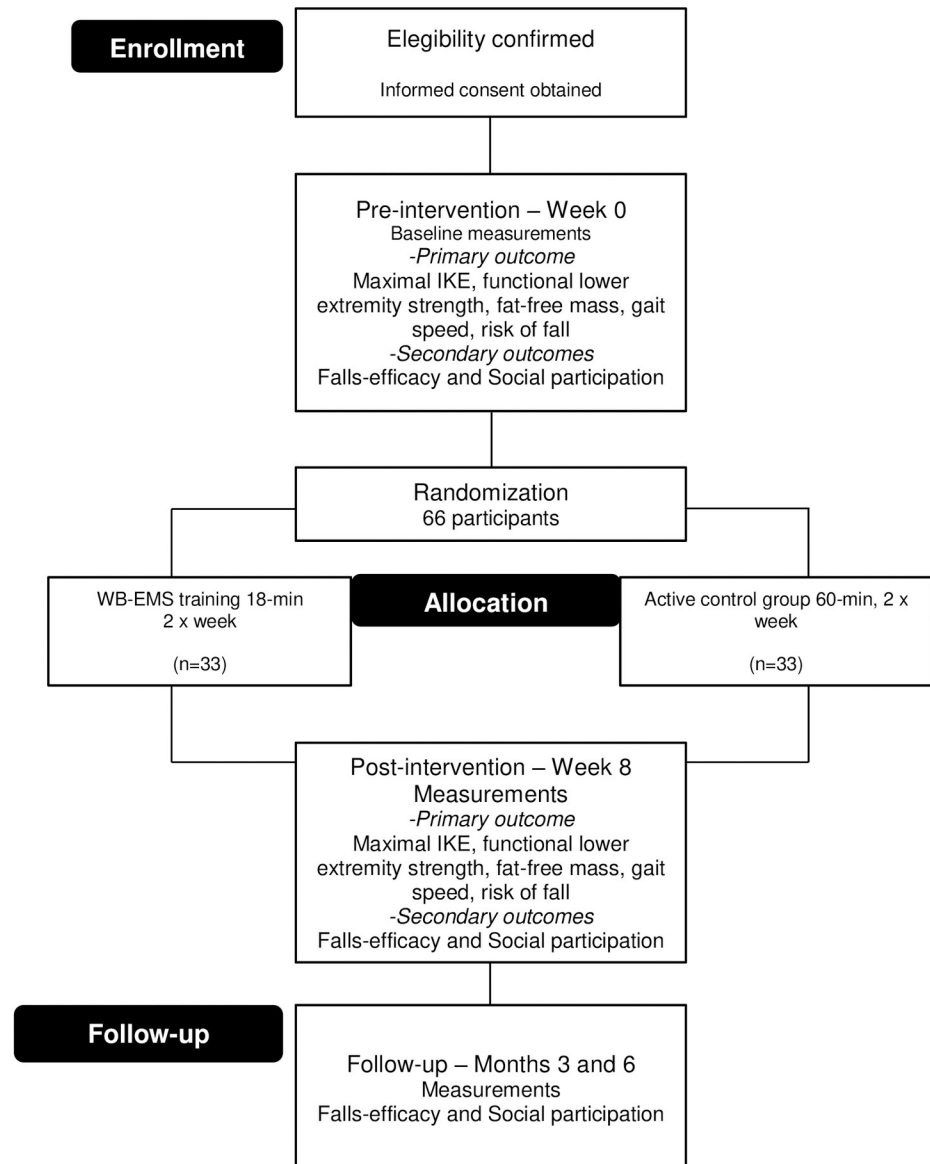 Enrollment
Elegibility confirmed
Informed consent obtained
Pre-intervention – Week 0
Baseline measurements
-Primary outcome
Maximal IKE, functional lower
extremity strength, fat-free mass, gait
speed, risk of fall
-Secondary outcomes
Falls-efficacy and Social participation
Randomization
66 participants
WB-EMS training 18-min
2 x week
(n=33)
Allocation
Active control group 60-min, 2 x
week
(n=33)
Post-intervention – Week 8
Measurements
-Primary outcome
Maximal IKE, functional lower
extremity strength, fat-free mass, gait
speed, risk of fall
-Secondary outcomes
Falls-efficacy and Social participation
Follow-up
Follow-up – Months 3 and 6
Measurements
Falls-efficacy and Social participation